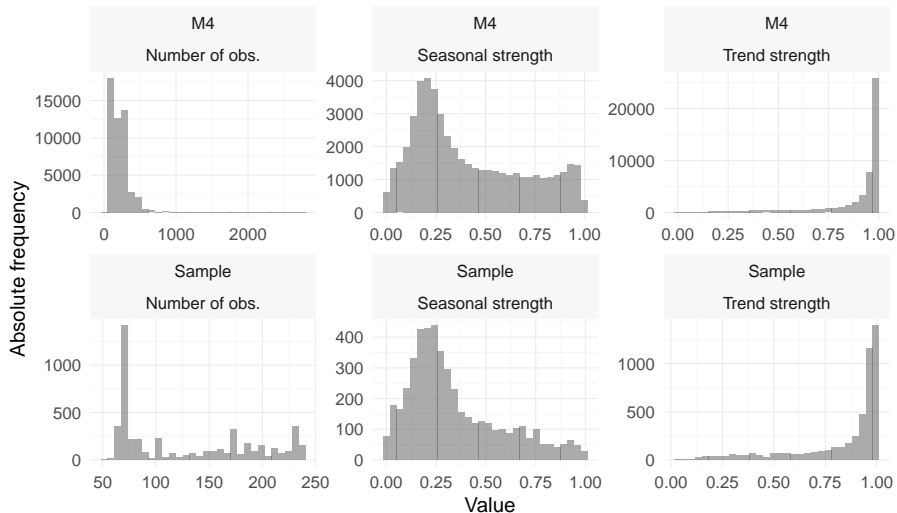 M4 M4 M4
Number of obs. Seasonal strength Trend strength
15000 4000 20000
10000 3000 10000
5000 2000 0
0 1000
0
0 1000 2000 0.00 0.25 0.50 0.75 1.00 0.00 0.25 0.50 0.75 1.00
Absolute frequency
Sample Sample Sample
Number of obs. Seasonal strength Trend strength
1000 400 1000
500 300 500
0 200 0
100
0
50 100 150 200 250 0.00 0.25 0.50 0.75 1.00 0.00 0.25 0.50 0.75 1.00
Value